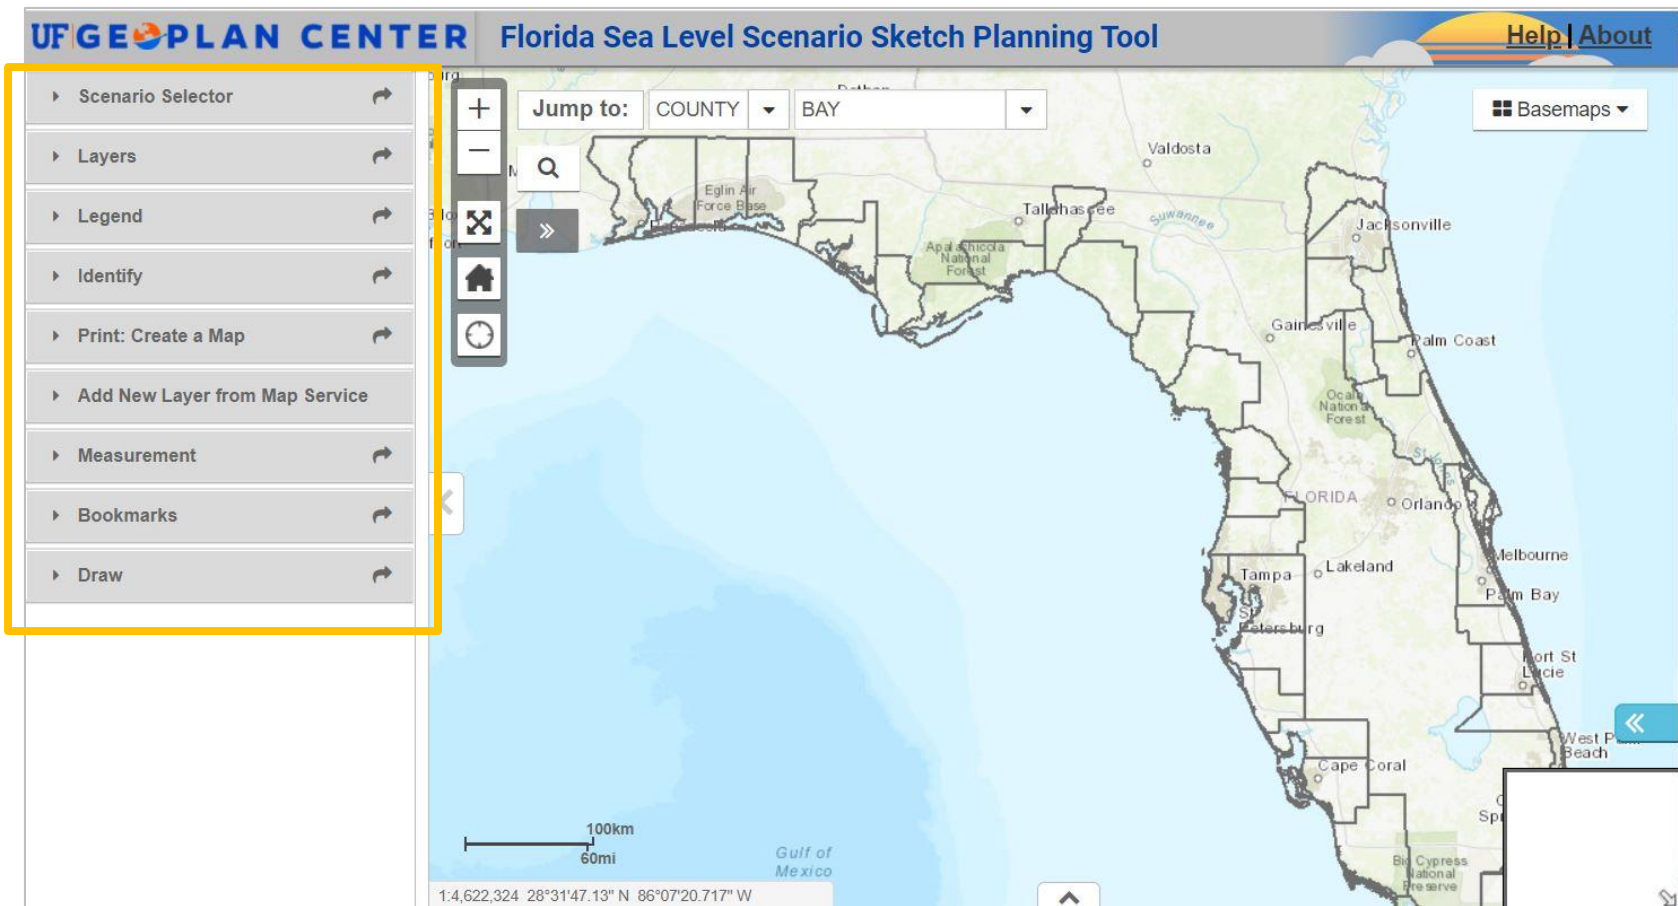 UF GEOPLAN CENTER
Florida Sea Level Scenario Sketch Planning Tool
Help | About
Scenario Selector
Layers
Legend
Identify
Print: Create a Map
Add New Layer from Map Service
Measurement
Bookmarks
Draw
Jump to:
COUNTY
BAY
Basemaps
Valdosta
Eglin Air
Force Base
Tallahassee
Suwannee
Jacksonville
Apalachicola
National
Forest
Gainesville
Palm Coast
Ocala
National
Forest
FLORIDA
Orlando
Melbourne
Tampa
Lakeland
Palm Bay
St
Petersburg
Port St
Lucie
West
Beach
Cape Coral
Big Cypress
National
Preserve
100km
60mi
Gulf of
Mexico
1:4,622,324 28°31'47.13" N 86°07'20.717" W